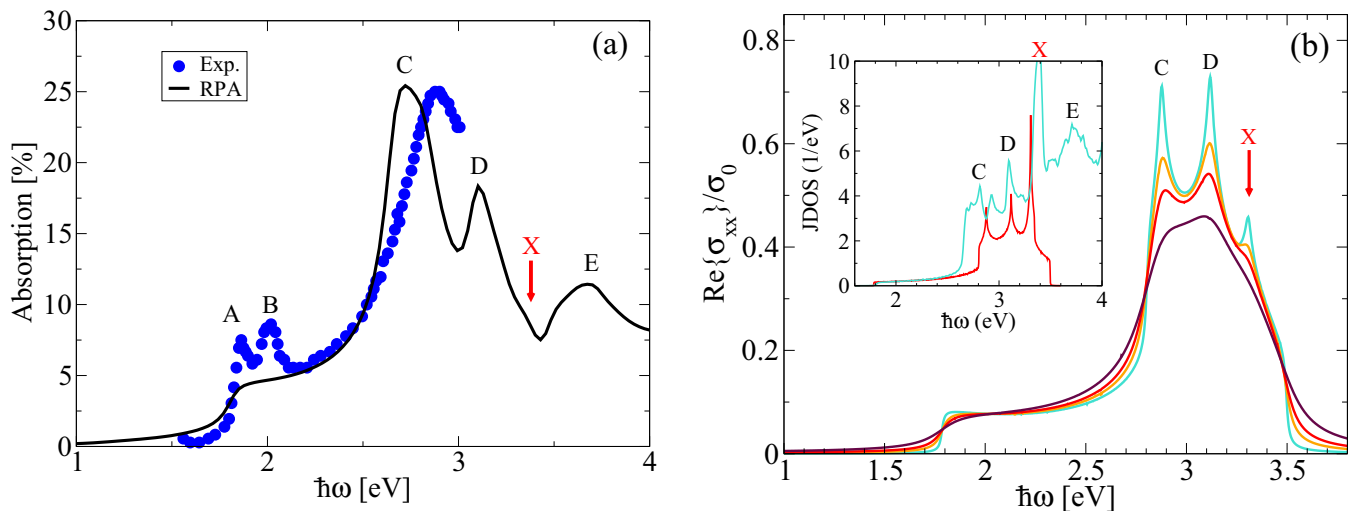 (a)
Absorption [%]
30
25
20
15
10
5
0
Exp.
RPA
A
B
C
D
X
E
1
2
3
4
ħω [eV]
(b)
Re{σxx}/σ0
0.8
0.6
0.4
0.2
0
C
D
X
1
1.5
2
2.5
3
3.5
ħω [eV]
JDOS (1/eV)
10
8
6
4
2
0
C
D
X
E
2
3
4
ħω (eV)